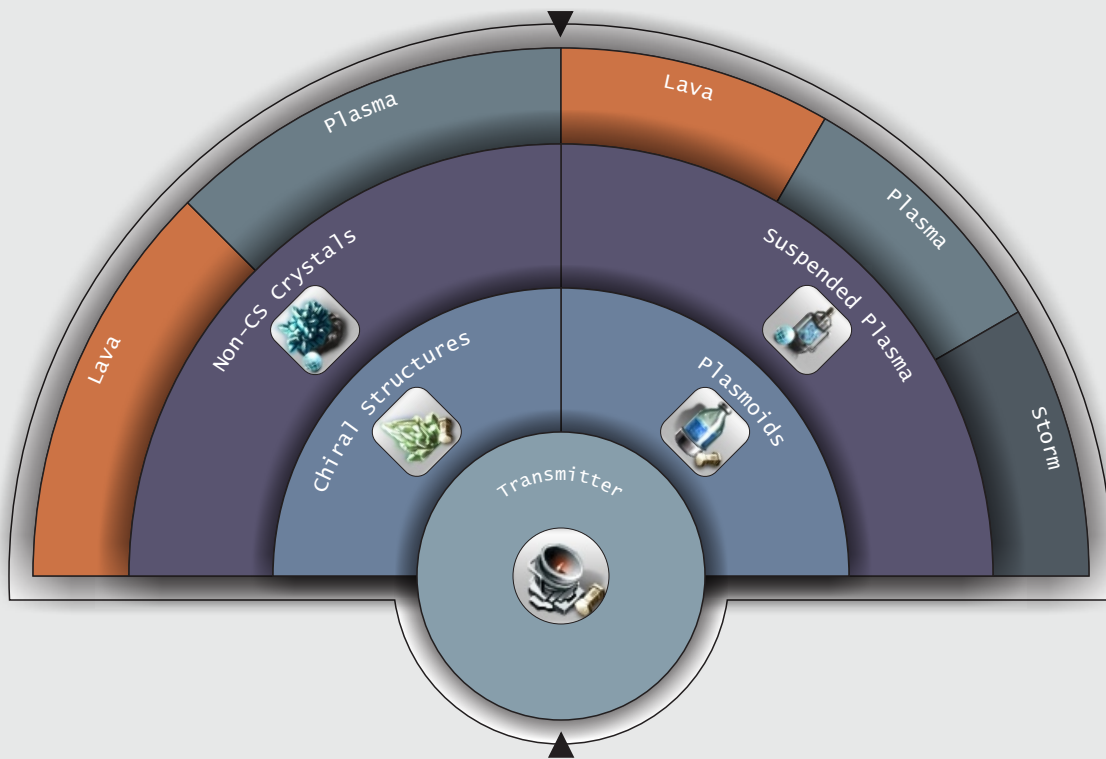 Lava
Plasma
Lava
Plasma
Storm
Non-CS Crystals
Suspended Plasma
Chiral Structures
Plasmoids
Transmitter